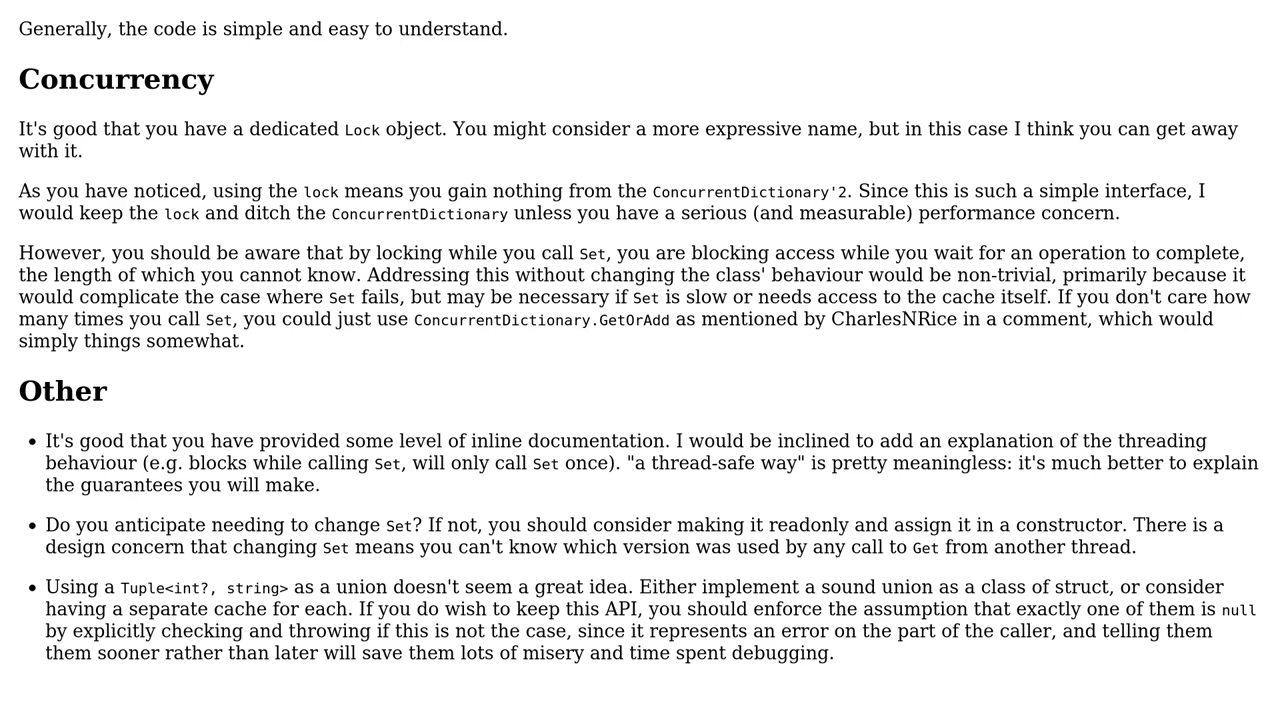 Generally, the code is simple and easy to understand.
Concurrency
It's good that you have a dedicated Lock object. You might consider a more expressive name, but in this case I think you can get away
with it.
As you have noticed, using the lock means you gain nothing from the ConcurrentDictionary'2. Since this is such a simple interface, I
would keep the lock and ditch the ConcurrentDictionary unless you have a serious (and measurable) performance concern.
However, you should be aware that by locking while you call Set, you are blocking access while you wait for an operation to complete,
the length of which you cannot know. Addressing this without changing the class' behaviour would be non-trivial, primarily because it
would complicate the case where Set fails, but may be necessary if Set is slow or needs access to the cache itself. If you don't care how
many times you call Set, you could just use ConcurrentDictionary.GetOrAdd as mentioned by CharlesNRice in a comment, which would
simply things somewhat.
Other
• It's good that you have provided some level of inline documentation. I would be inclined to add an explanation of the threading
behaviour (e.g. blocks while calling Set, will only call Set once). "a thread-safe way" is pretty meaningless: it's much better to explain
the guarantees you will make.
• Do you anticipate needing to change Set? If not, you should consider making it readonly and assign it in a constructor. There is a
design concern that changing Set means you can't know which version was used by any call to Get from another thread.
• Using a Tuple<int?, string> as a union doesn't seem a great idea. Either implement a sound union as a class of struct, or consider
having a separate cache for each. If you do wish to keep this API, you should enforce the assumption that exactly one of them is null
by explicitly checking and throwing if this is not the case, since it represents an error on the part of the caller, and telling them
them sooner rather than later will save them lots of misery and time spent debugging.